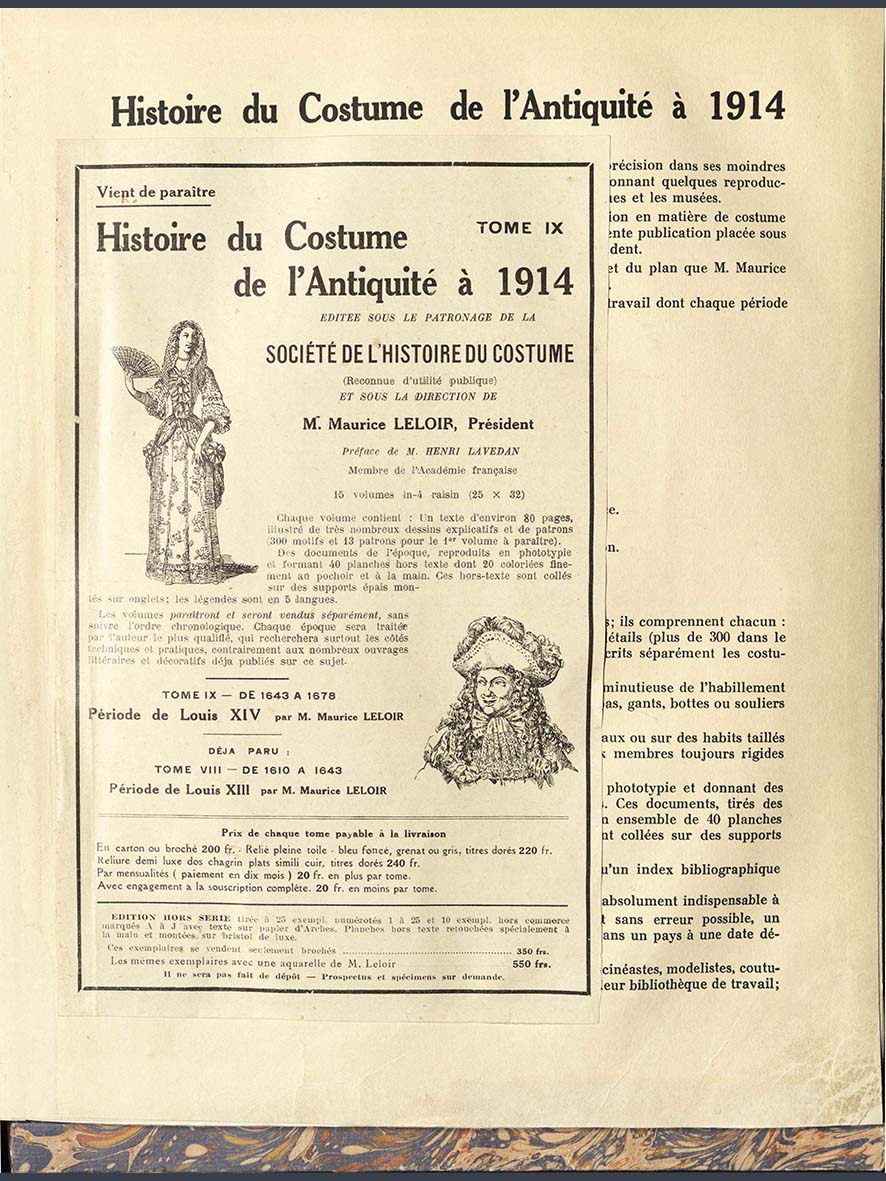 Histoire du Costume de l'Antiquité à 1914
Vient de paraître
Histoire du Costume TOME IX
de l'Antiquité à 1914
EDITEE SOUS LE PATRONAGE DE LA
SOCIÉTÉ DE L'HISTOIRE DU COSTUME
(Reconnue d'utilité publique)
ET SOUS LA DIRECTION DE
M. Maurice LELOIR, Président
Préface de M. HENRI LAVEDAN
Membre de l'Académie française
15 volumes in-4 raisin (25 × 32)
Chaque volume contient : Un texte d'environ 80 pages,
illustré de très nombreux dessins explicatifs et de patrons
(300 motifs et 13 patrons pour le 1er volume à paraître).
Des documents de l'époque, reproduits en phototypie
et formant 40 planches hors texte dont 20 coloriées fine-
ment au pochoir et à la main. Ces hors-texte sont collés
sur des supports épais mon-
tés sur onglets; les légendes sont en 5 langues.
Les volumes paraîtront et seront vendus séparément, sans
suivre l'ordre chronologique. Chaque époque sera traitée
par l'auteur le plus qualifié, qui recherchera surtout les côtés
techniques et pratiques, contrairement aux nombreux ouvrages
littéraires et décoratifs déja publiés sur ce sujet.
TOME IX — DE 1643 A 1678
Période de Louis XIV par M. Maurice LELOIR
DÉJA PARU :
TOME VIII — DE 1610 A 1643
Période de Louis XIII par M. Maurice LELOIR
Prix de chaque tome payable à la livraison
En carton ou broché 200 fr. - Relié pleine toile - bleu foncé, grenat ou gris, titres dorés 220 fr.
Reliure demi luxe dos chagrin plats simili cuir, titres dorés 240 fr.
Par mensualités ( paiement en dix mois ) 20 fr. en plus par tome.
Avec engagement a la souscription complète. 20 fr. en moins par tome.
EDITION HORS SERIE tirée à 25 exempl. numérotés 1 à 25 et 10 exempl. hors commerce
marqués A à J avec texte sur papier d'Arches. Planches hors texte retouchées spécialement à
la main et montées sur bristol de luxe.
Ces exemplaires se vendent seulement brochés 350 frs.
Les mêmes exemplaires avec une aquarelle de M. Leloir 550 frs.
Il ne sera pas fait de dépôt — Prospectus et spécimens sur demande.
précision dans ses moindres
onnant quelques reproduc-
ues et les musées.
ion en matière de costume
ente publication placée sous
dent.
et du plan que M. Maurice
.
travail dont chaque période
e.
n.
s; ils comprennent chacun :
étails (plus de 300 dans le
crits séparément les costu-
minutieuse de l'habillement
as, gants, bottes ou souliers
aux ou sur des habits taillés
x membres toujours rigides
phototypie et donnant des
s. Ces documents, tirés des
n ensemble de 40 planches
nt collées sur des supports
u'un index bibliographique
absolument indispensable à
t sans erreur possible, un
ans un pays à une date dé-
cinéastes, modelistes, coutu-
eur bibliothèque de travail;